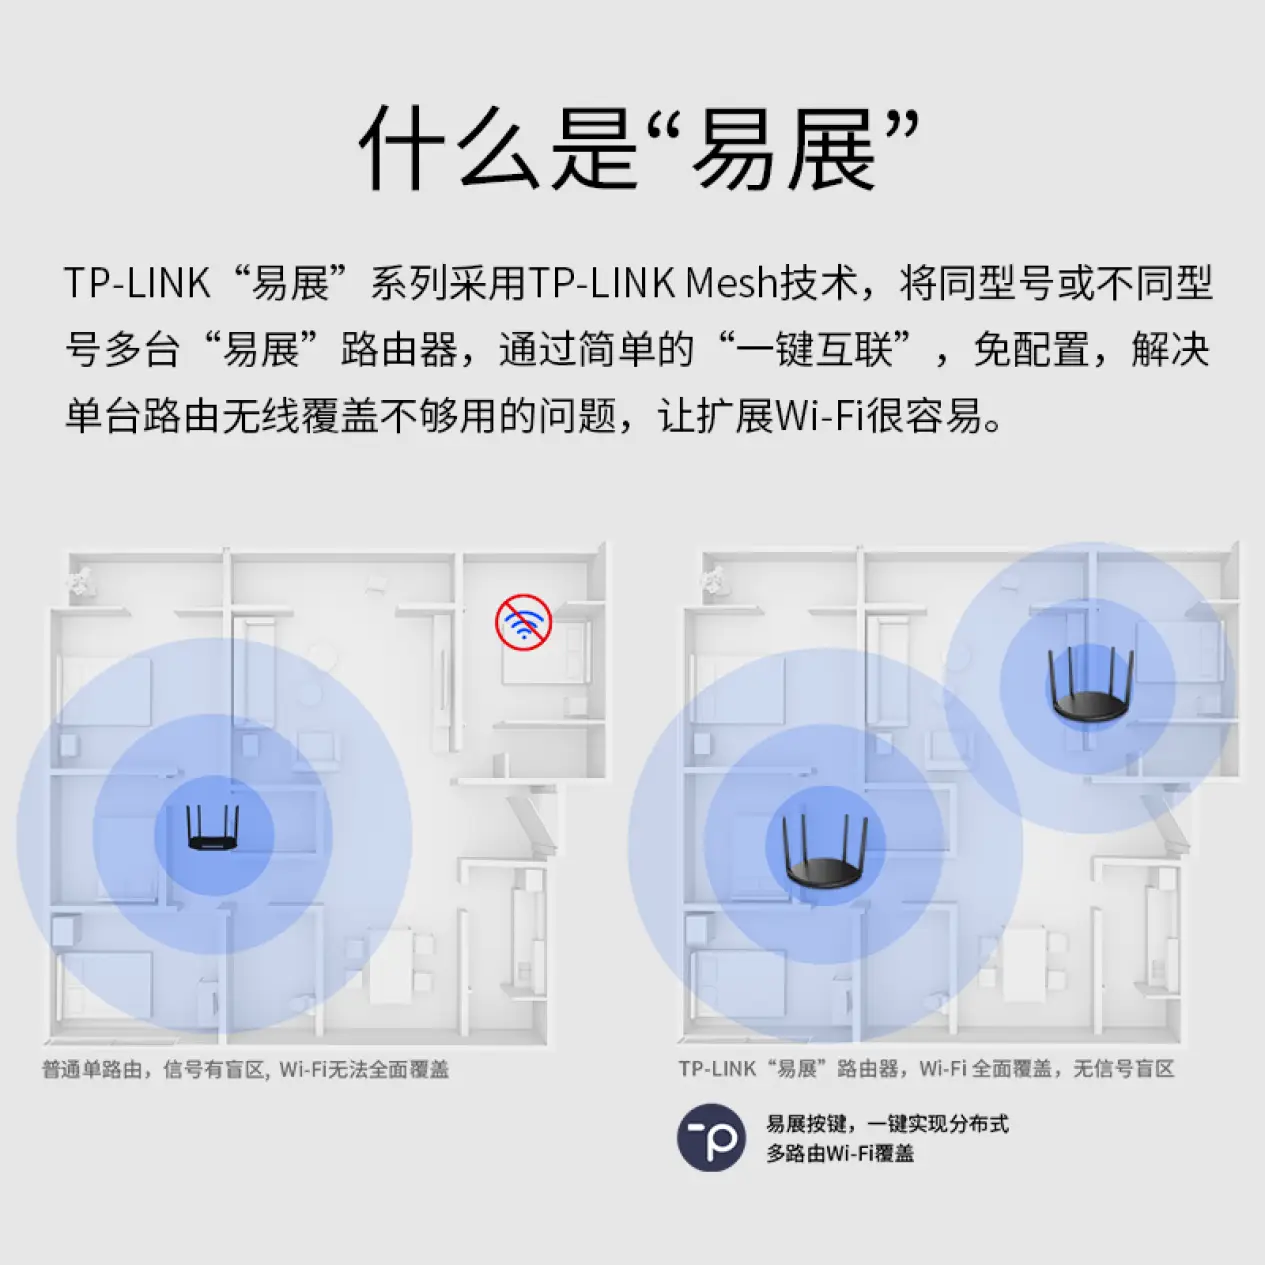 什么是“易展”
TP-LINK“易展”系列采用TP-LINK Mesh技术，将同型号或不同型
号多台“易展”路由器，通过简单的“一键互联”，免配置，解决
单台路由无线覆盖不够用的问题，让扩展Wi-Fi很容易。
普通单路由，信号有盲区, Wi-Fi无法全面覆盖
TP-LINK“易展”路由器，Wi-Fi 全面覆盖，无信号盲区
易展按键，一键实现分布式
多路由Wi-Fi覆盖